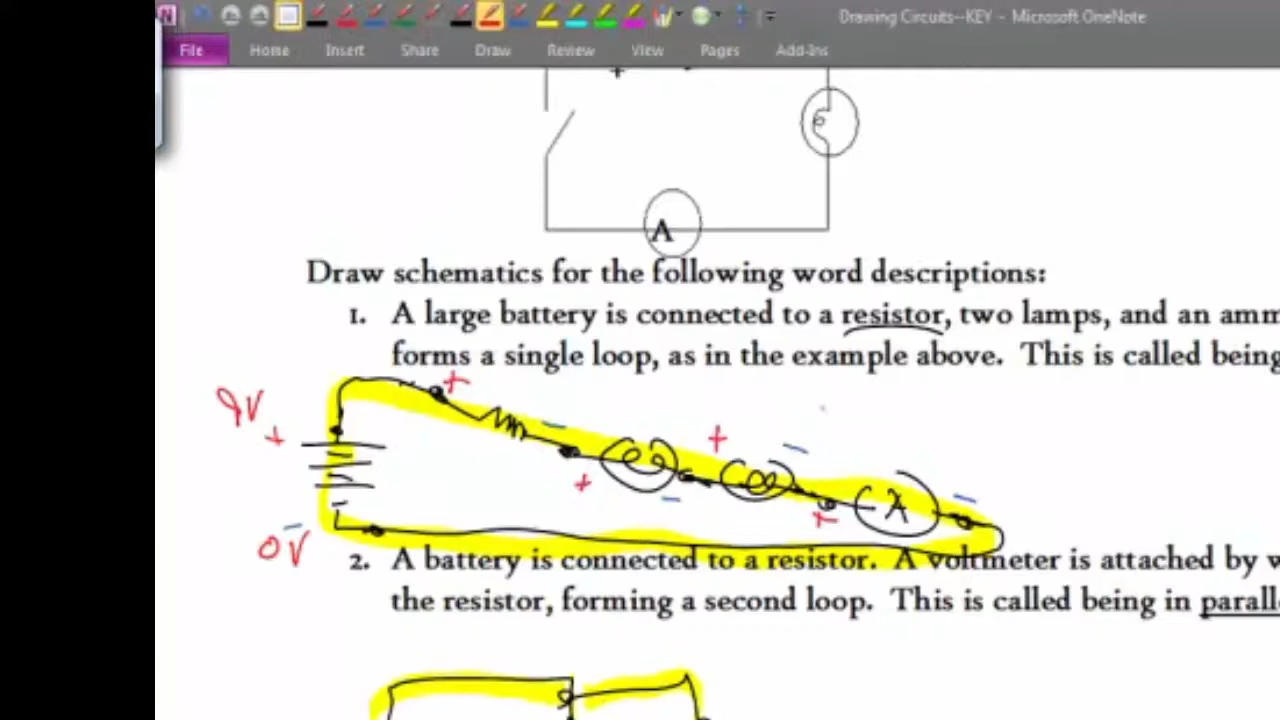 Drawing Circuits--KEY - Microsoft OneNote
File Home Insert Share Draw Review View Pages Add-Ins
+
A
Draw schematics for the following word descriptions:
1. A large battery is connected to a resistor, two lamps, and an amm
forms a single loop, as in the example above. This is called being
9V + + − + + − − + − A
− 0V
2. A battery is connected to a resistor. A voltmeter is attached by w
the resistor, forming a second loop. This is called being in parall